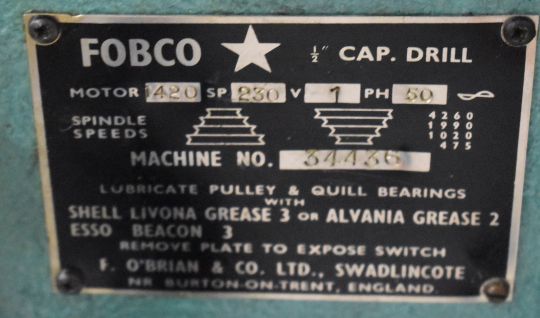 FOBCO ½" CAP. DRILL
MOTOR 1420 SP. 230 V 1 PH 50
SPINDLE SPEEDS 4260 1990 1020 475
MACHINE NO. 34436
LUBRICATE PULLEY & QUILL BEARINGS
WITH
SHELL LIVONA GREASE 3 OR ALVANIA GREASE 2
ESSO BEACON 3
REMOVE PLATE TO EXPOSE SWITCH
F. O'BRIAN & CO. LTD., SWADLINCOTE
NR BURTON-ON-TRENT, ENGLAND.